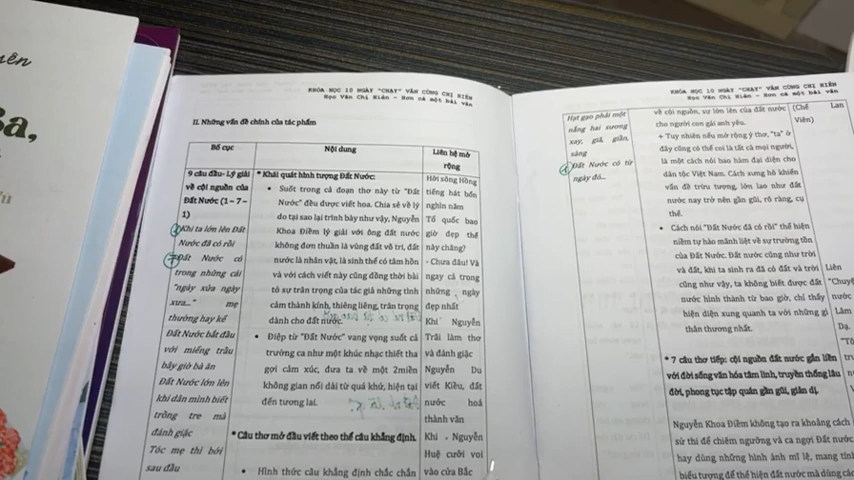 uyên
Ba,
KHÓA HỌC 10 NGÀY "CHẠY" VĂN CÙNG CHỊ HIÊN
Học Văn Chị Hiên - Hơn cả một bài văn
II. Những vấn đề chính của tác phẩm
Bố cục
Nội dung
Liên hệ mở
rộng
9 câu đầu- Lý giải
về cội nguồn của
Đất Nước (1 - 7 -
1)
Khi ta lớn lên Đất
Nước đã có rồi
Đất Nước có
trong những cái
"ngày xửa ngày
xưa..." mẹ
thường hay kể
Đất Nước bắt đầu
với miếng trầu
bây giờ bà ăn
Đất Nước lớn lên
khi dân mình biết
trồng tre mà
đánh giặc
Tóc mẹ thì bới
sau đầu
* Khái quát hình tượng Đất Nước:
• Suốt trong cả đoạn thơ này từ "Đất
Nước" đều được viết hoa. Chia sẻ về lý
do tại sao lại trình bày như vậy, Nguyễn
Khoa Điềm lý giải với ông đất nước
không đơn thuần là vùng đất vô tri, đất
nước là nhân vật, là sinh thể có tâm hồn
và với cách viết này cũng đồng thời bài
tỏ sự trân trọng của tác giả những tình
cảm thành kính, thiêng liêng, trân trọng
dành cho đất nước.
• Điệp từ "Đất Nước" vang vọng suốt cả
trường ca như một khúc nhạc thiết tha
gợi cảm xúc, đưa ta về một 2miền
không gian nối dài từ quá khứ, hiện tại
đến tương lai.
* Câu thơ mở đầu viết theo thể câu khẳng định.
• Hình thức câu khẳng định chắc chắn
Hỡi sông Hồng
tiếng hát bốn
nghìn năm
Tổ quốc bao
giờ đẹp thế
này chăng?
- Chưa đâu! Và
ngay cả trong
những ngày
đẹp nhất
Khi Nguyễn
Trãi làm thơ
và đánh giặc
Nguyễn Du
viết Kiều, đất
nước hoá
thành văn
Khi Nguyễn
Huệ cưỡi voi
vào cửa Bắc
KHÓA HỌC 10 NGÀY "CHẠY" VĂN CÙNG CHỊ HIÊN
Học Văn Chị Hiên - Hơn cả một bài văn
Hạt gạo phải một
nắng hai sương
xay, giã, giần,
sàng
Đất Nước có từ
ngày đó...
về cội nguồn, sự lớn lên của đất nước
cho người con gái anh yêu.
+ Tuy nhiên nếu mở rộng ý thơ, "ta" ở
đây cũng có thể coi là tất cả mọi người,
là một cách nói bao hàm đại diện cho
dân tộc Việt Nam. Cách xưng hô khiến
vấn đề trừu tượng, lớn lao như đất
nước nay trở nên gần gũi, rõ ràng, cụ
thể.
• Cách nói "Đất Nước đã có rồi" thể hiện
niềm tự hào mãnh liệt về sự trường tồn
của Đất nước. Đất nước cũng như trời
và đất, khi ta sinh ra đã có đất và trời
cũng như vậy, ta không biết được đất
nước hình thành từ bao giờ, chỉ thấy
hiện diện xung quanh ta với những gì
thân thương nhất.
* 7 câu thơ tiếp: cội nguồn đất nước gắn liền
với đời sống văn hóa tâm linh, truyền thống lâu
đời, phong tục tập quán gần gũi, giản dị.
Nguyễn Khoa Điềm không tạo ra khoảng cách
sử thi để chiêm ngưỡng và ca ngợi Đất nước
hay dùng những hình ảnh mĩ lệ, mang tính
biểu tượng để thể hiện đất nước mà dùng các
(Chế Lan
Viên)
Liên
"Chuyệ
nước
Lâm
Dạ.